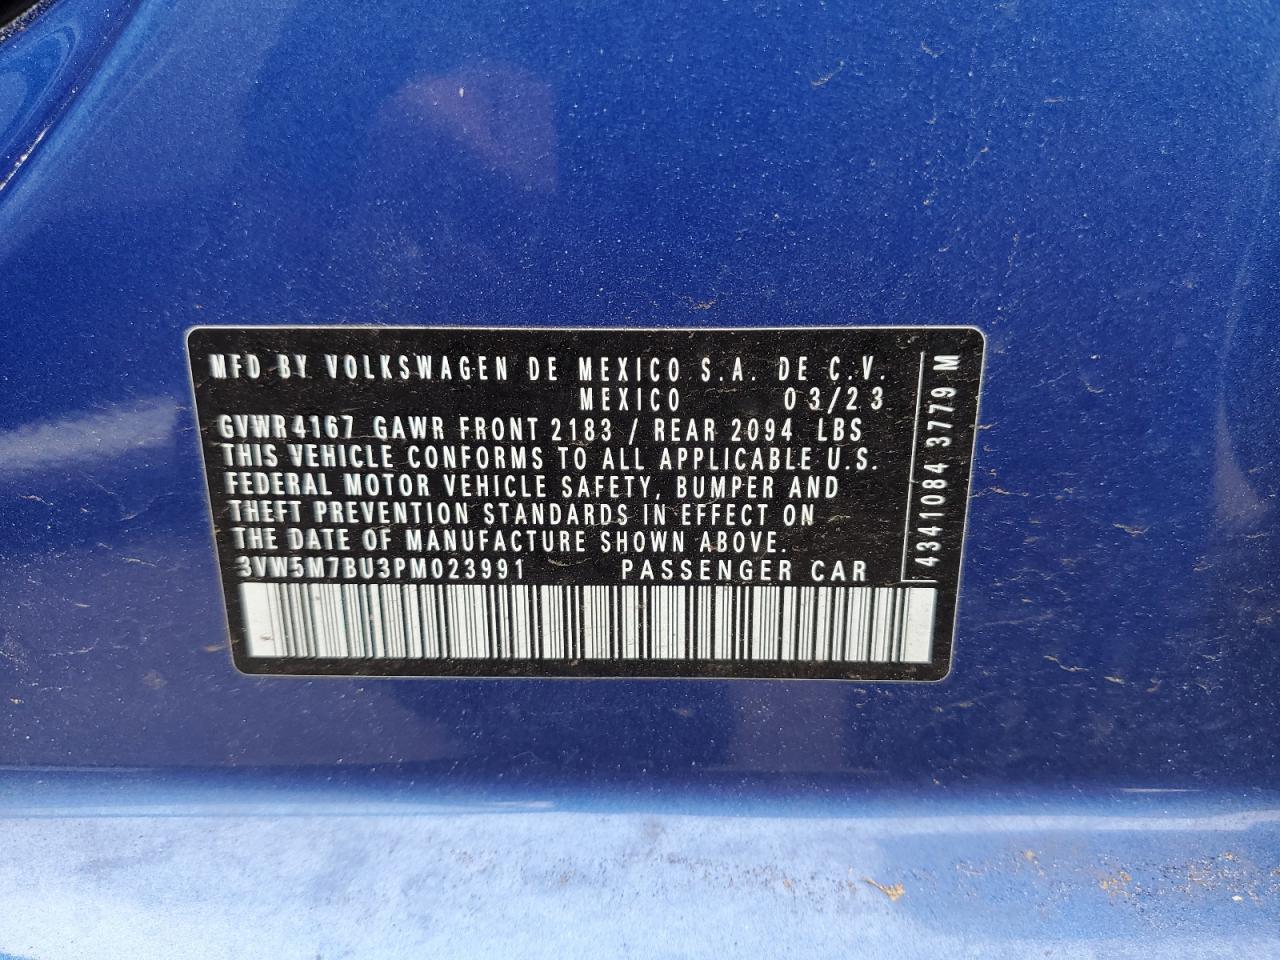 MFD BY VOLKSWAGEN DE MEXICO S.A. DE C.V.
MEXICO 03/23
GVWR 4167 GAWR FRONT 2183 / REAR 2094 LBS
THIS VEHICLE CONFORMS TO ALL APPLICABLE U.S.
FEDERAL MOTOR VEHICLE SAFETY, BUMPER AND
THEFT PREVENTION STANDARDS IN EFFECT ON
THE DATE OF MANUFACTURE SHOWN ABOVE.
3VW5M7BU3PM023991 PASSENGER CAR
4341084 3779 M